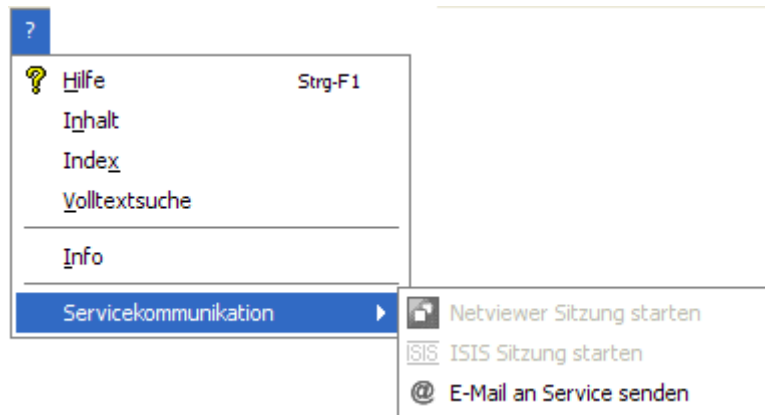 ?
Hilfe Strg-F1
Inhalt
Index
Volltextsuche
Info
Servicekommunikation
Netviewer Sitzung starten
ISIS ISIS Sitzung starten
@ E-Mail an Service senden